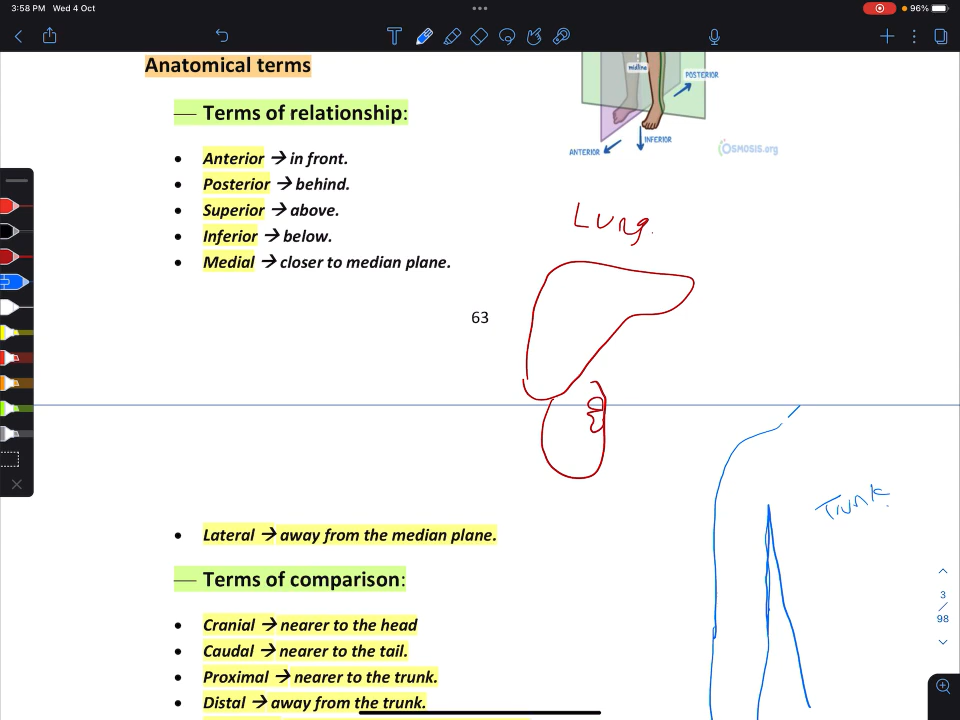 3:58 PM Wed 4 Oct
96%
Anatomical terms
midline
POSTERIOR
— Terms of relationship:
INFERIOR
ANTERIOR
OSMOSIS.org
• Anterior → in front.
• Posterior → behind.
• Superior → above.
Lung.
• Inferior → below.
• Medial → closer to median plane.
63
Trunk
• Lateral → away from the median plane.
— Terms of comparison:
3
/
98
• Cranial → nearer to the head
• Caudal → nearer to the tail.
• Proximal → nearer to the trunk.
• Distal → away from the trunk.